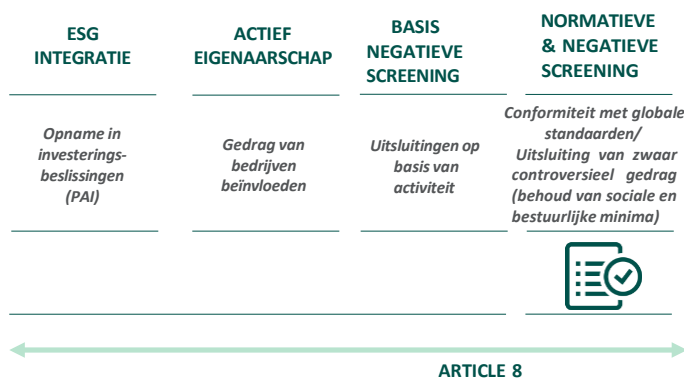 ESG
INTEGRATIE
ACTIEF
EIGENAARSCHAP
BASIS
NEGATIEVE
SCREENING
NORMATIEVE
& NEGATIEVE
SCREENING
Opname in
investerings-
beslissingen
(PAI)
Gedrag van
bedrijven
beïnvloeden
Uitsluitingen op
basis van
activiteit
Conformiteit met globale
standaarden/
Uitsluiting van zwaar
controversieel gedrag
(behoud van sociale en
bestuurlijke minima)
ARTICLE 8